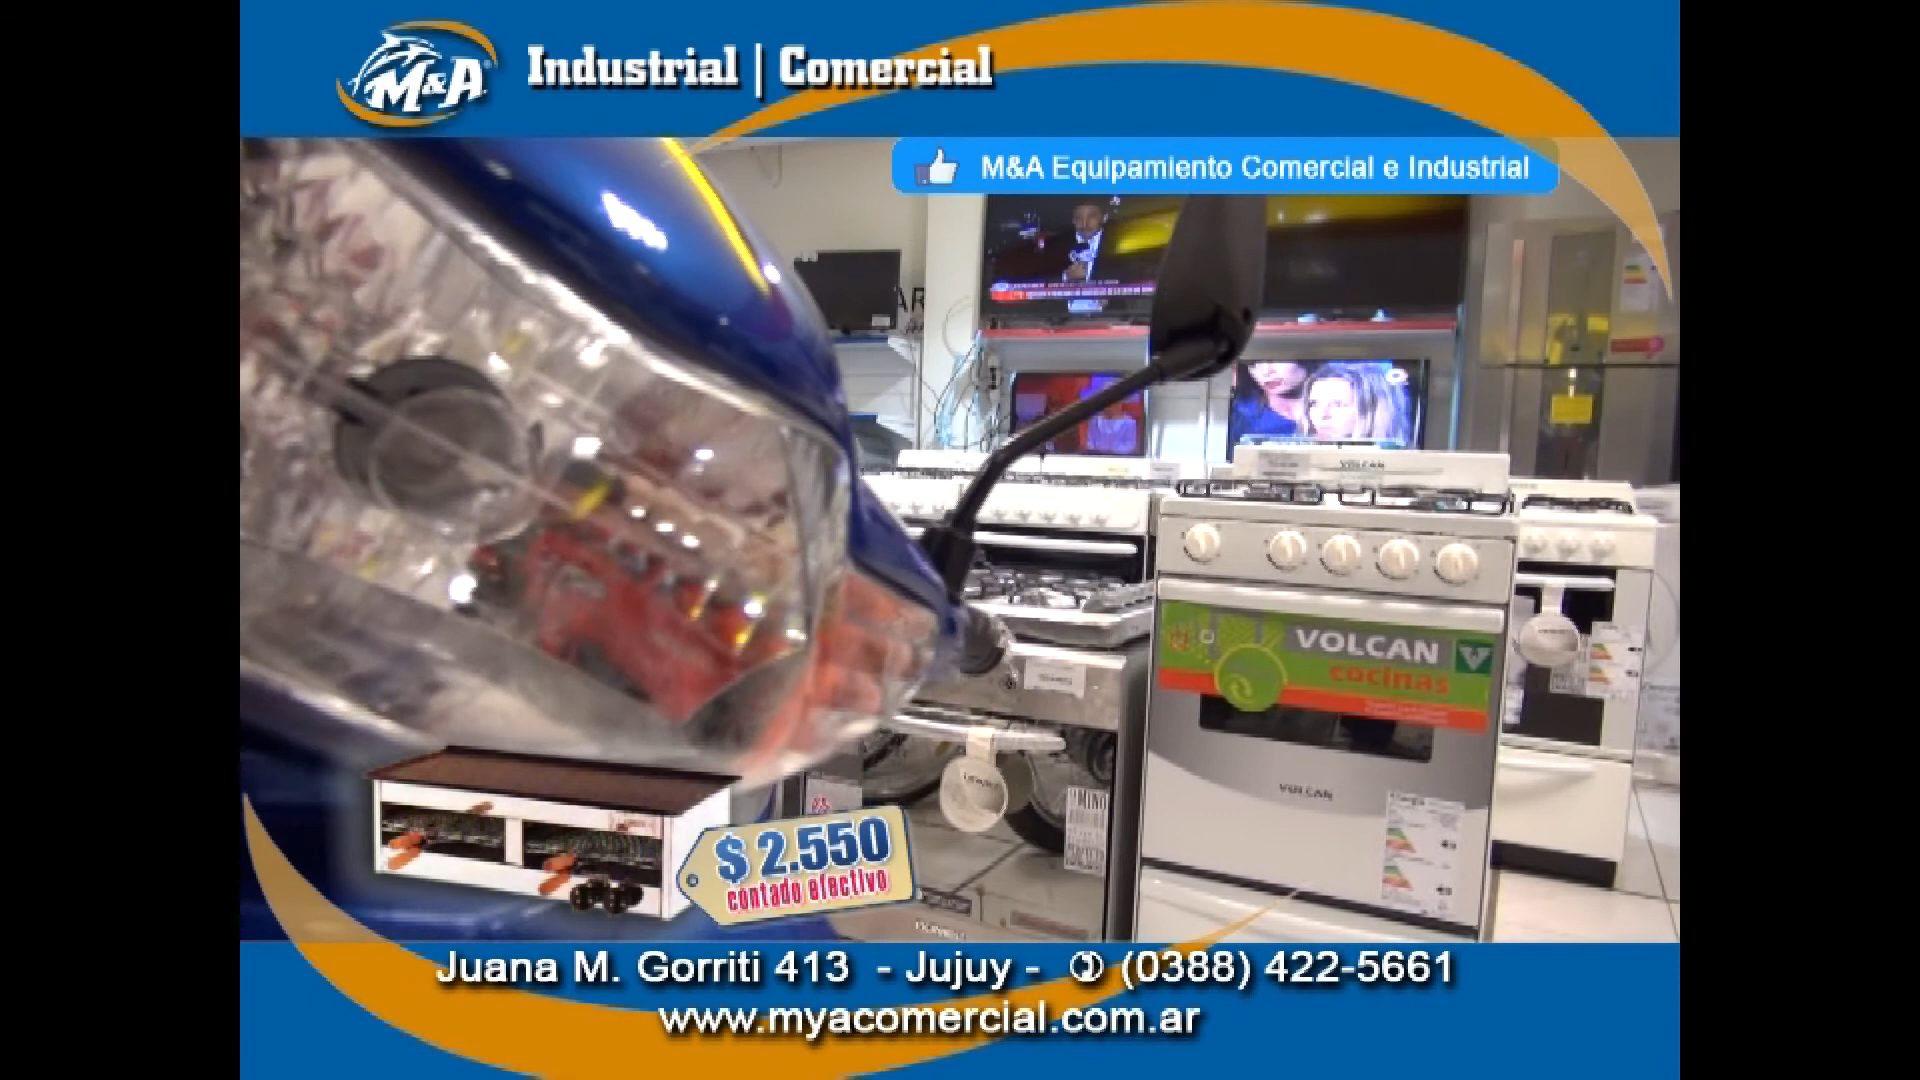 M&A Industrial | Comercial
M&A Equipamiento Comercial e Industrial
VOLCAN
VOLCAN
cocinas
VOLCAN
$ 2.550
contado efectivo
Juana M. Gorriti 413 - Jujuy - (0388) 422-5661
www.myacomercial.com.ar